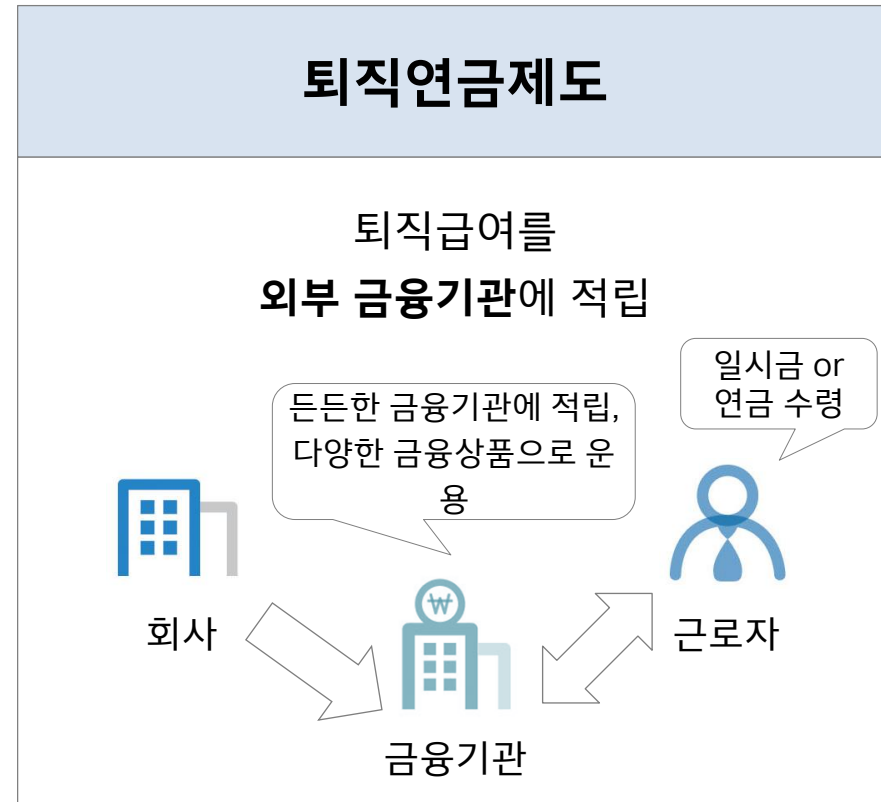 퇴직연금제도
퇴직급여를
외부 금융기관에 적립
일시금 or
연금 수령
든든한 금융기관에 적립,
다양한 금융상품으로 운
용
회사
₩
근로자
금융기관